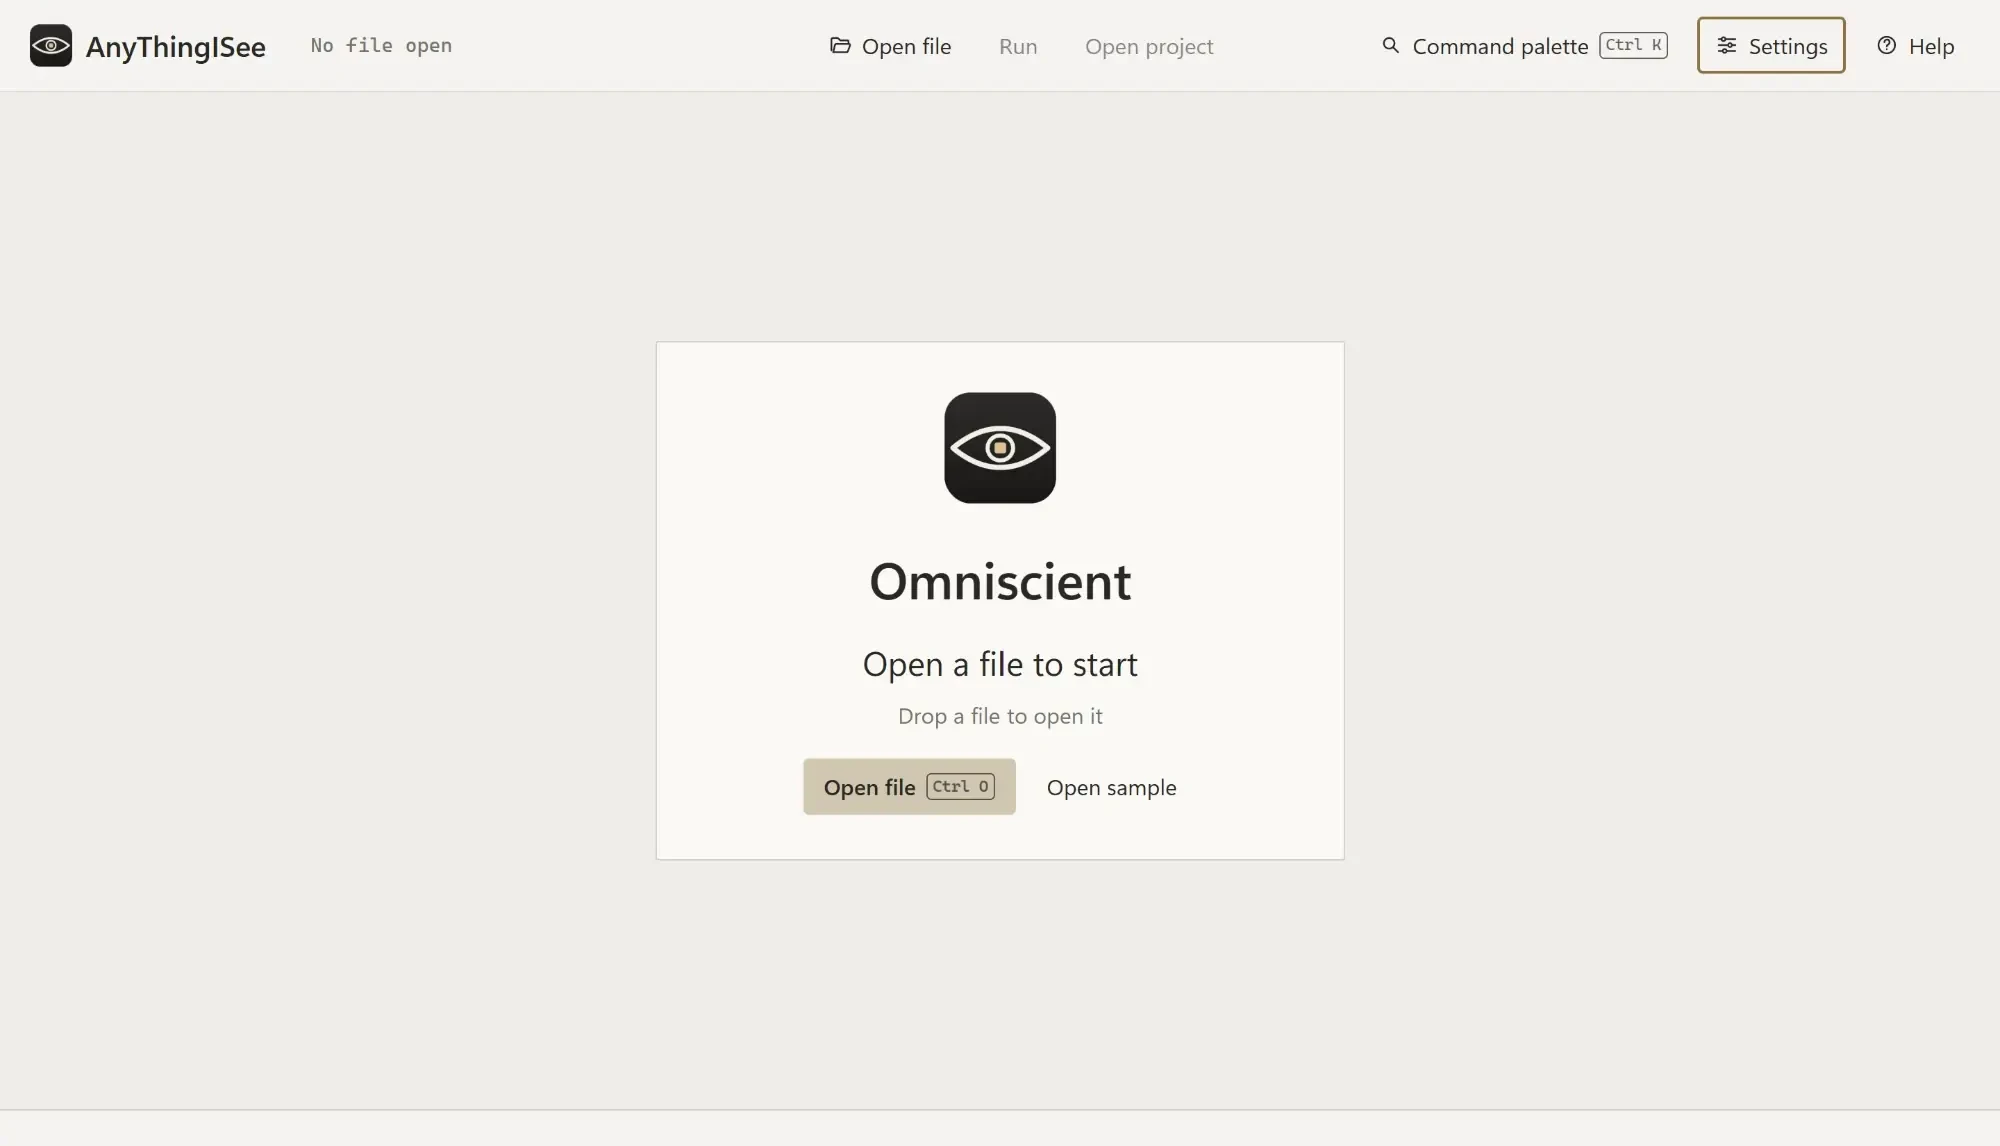 AnyThingISee
No file open
Open file
Run
Open project
Command palette Ctrl K
Settings
Help
Omniscient
Open a file to start
Drop a file to open it
Open file Ctrl O
Open sample